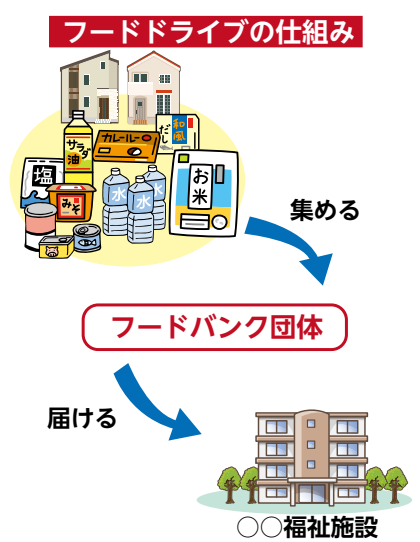 フードドライブの仕組み
サラダ
油
カレールー
和風
だし
塩
みそ
水
水
水
お米
集める
フードバンク団体
届ける
○○福祉施設